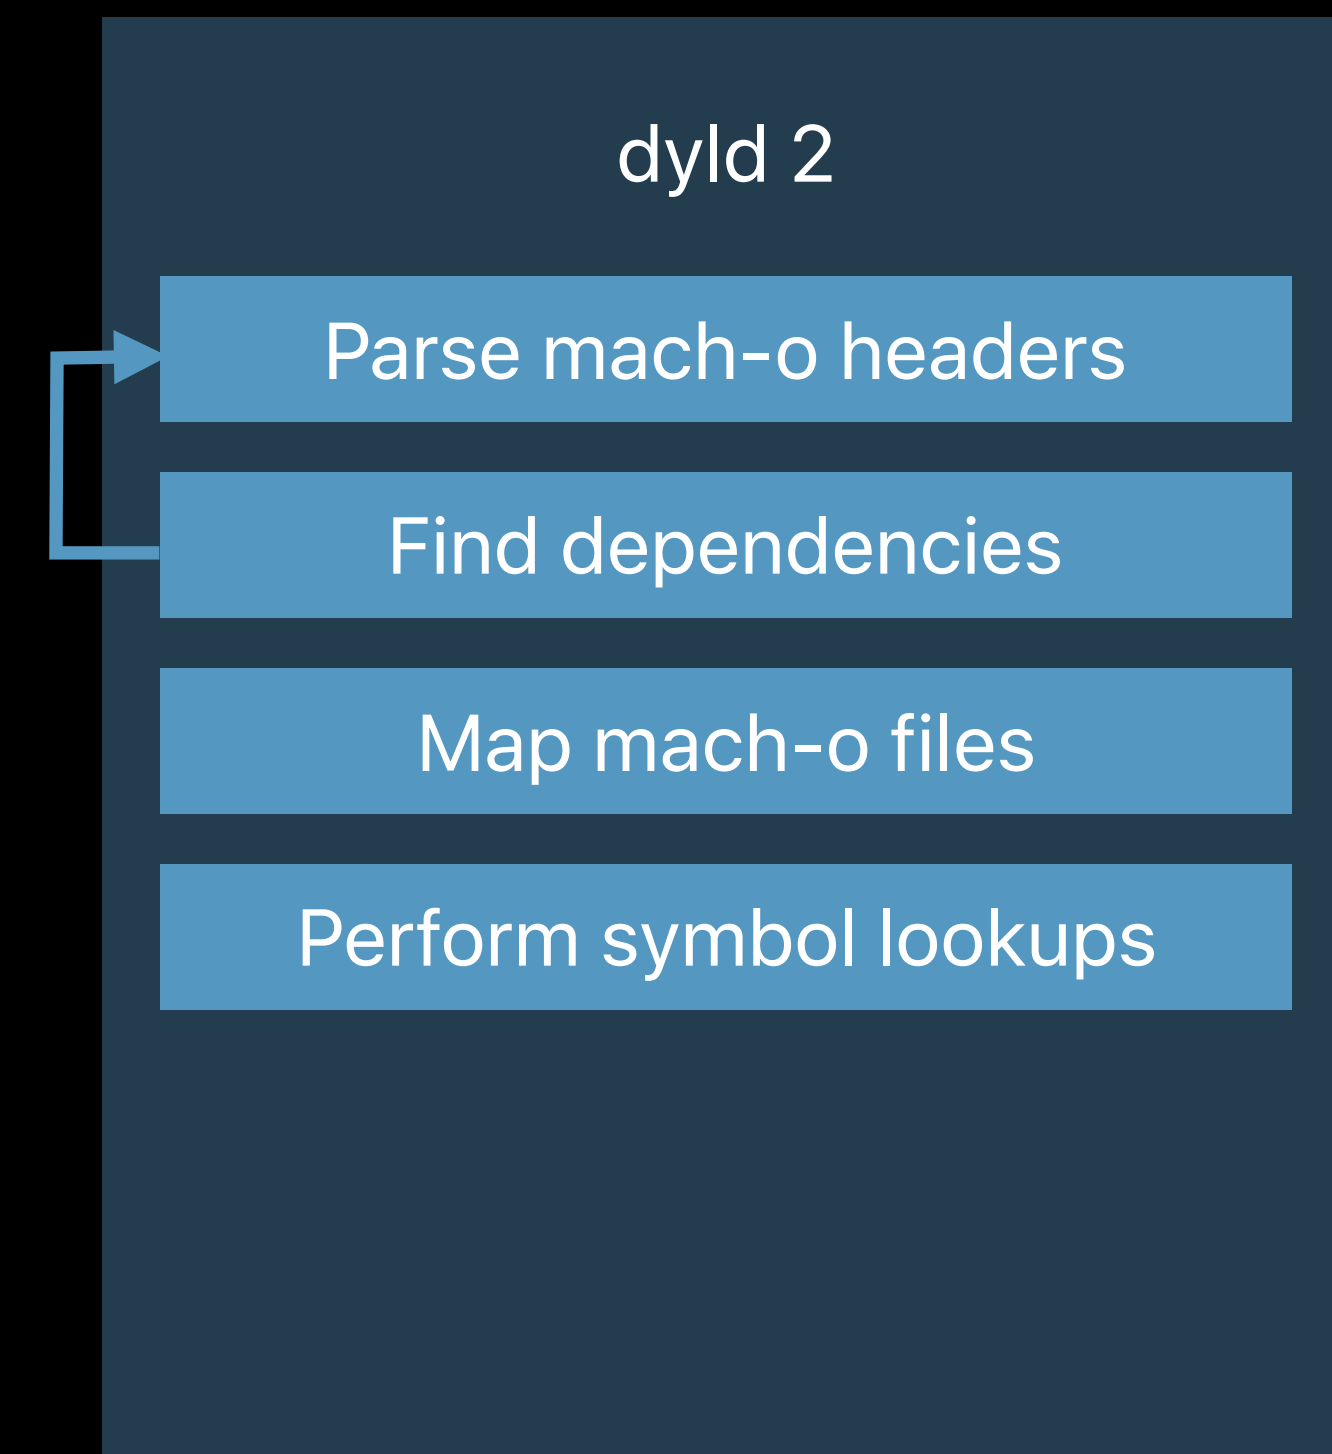 dyld 2
Parse mach-o headers
Find dependencies
Map mach-o files
Perform symbol lookups